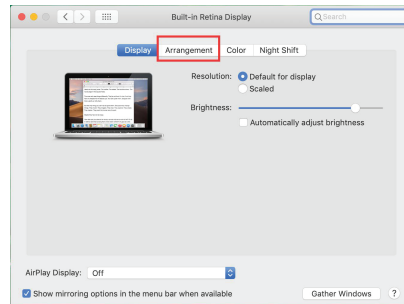 Built-in Retina Display
Search
Display Arrangement Color Night Shift
Resolution: Default for display
Scaled
Brightness:
Automatically adjust brightness
AirPlay Display: Off
Show mirroring options in the menu bar when available
Gather Windows ?